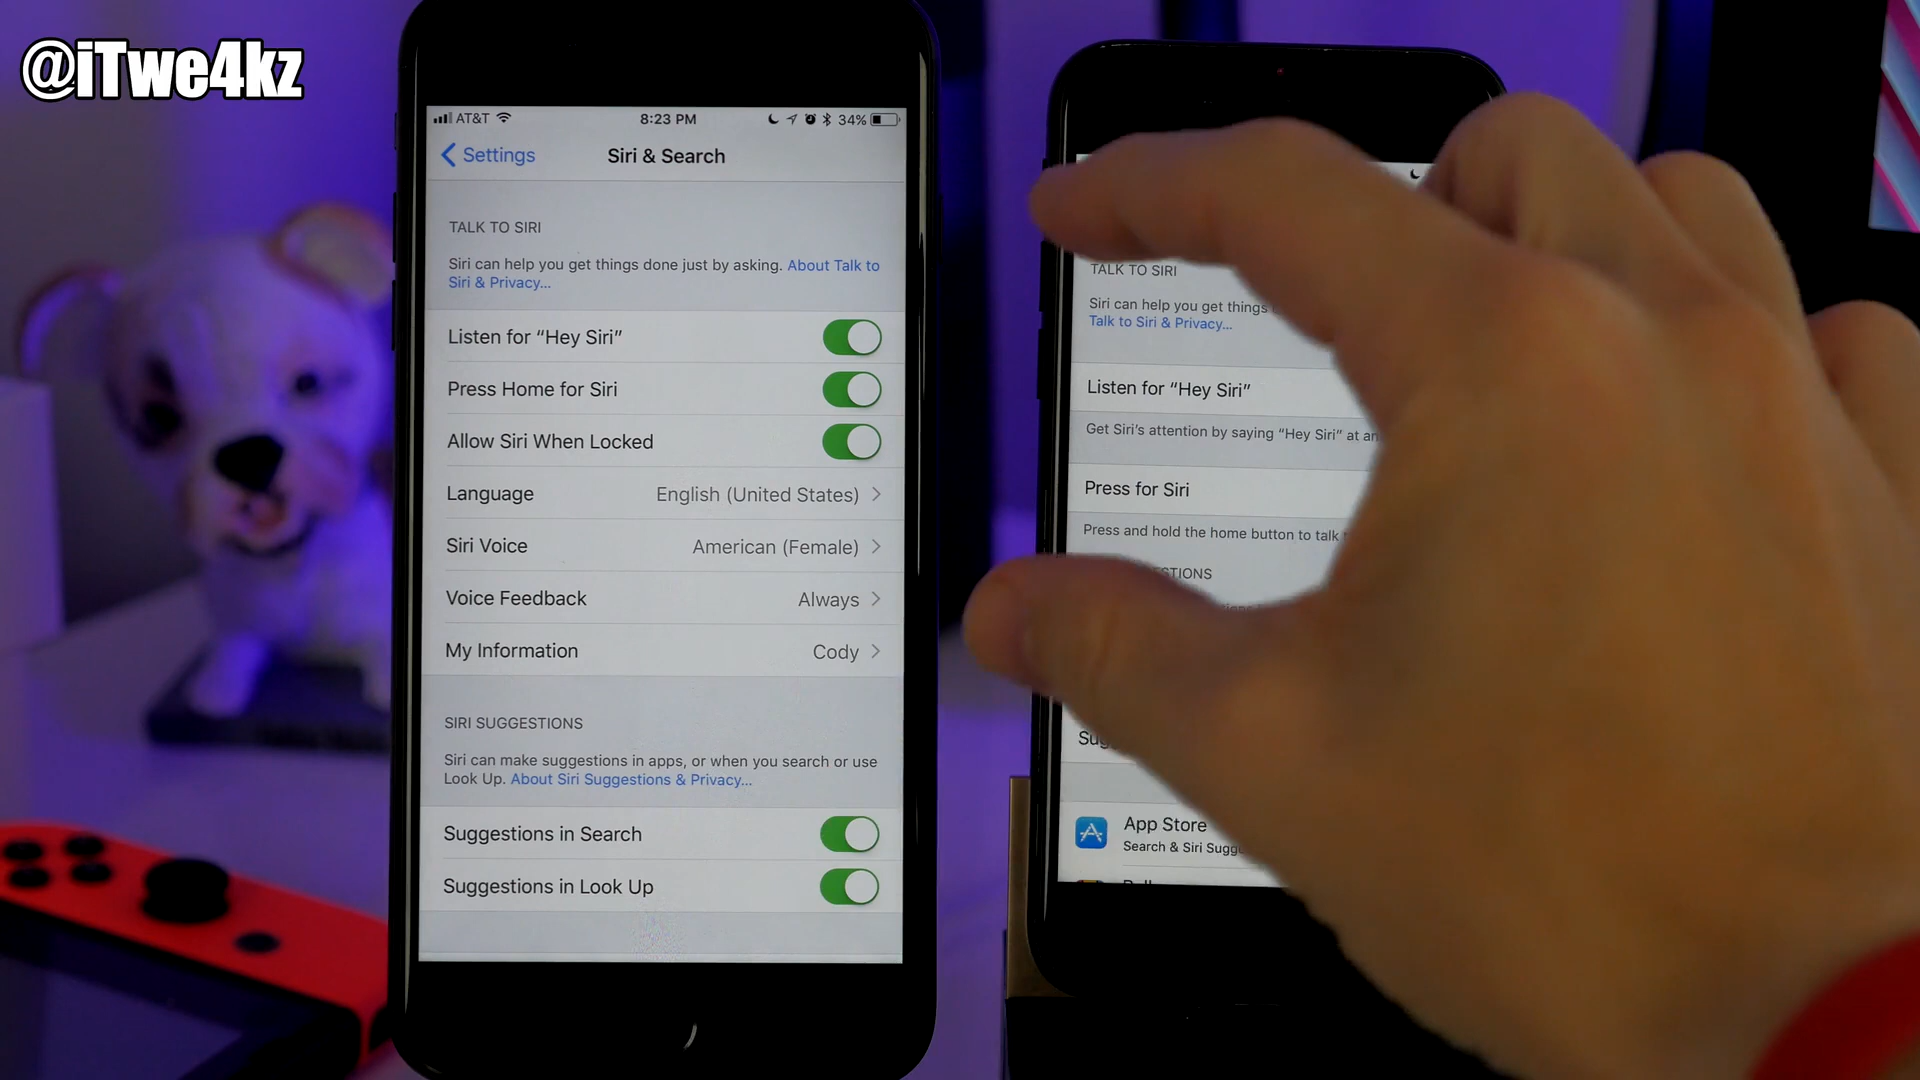 @iTwe4kz
AT&T
8:23 PM
34%
Settings
Siri & Search
TALK TO SIRI
Siri can help you get things done just by asking. About Talk to
Siri & Privacy...
Listen for “Hey Siri”
Press Home for Siri
Allow Siri When Locked
Language English (United States)
Siri Voice American (Female)
Voice Feedback Always
My Information Cody
SIRI SUGGESTIONS
Siri can make suggestions in apps, or when you search or use
Look Up. About Siri Suggestions & Privacy...
Suggestions in Search
Suggestions in Look Up
TALK TO SIRI
Siri can help you get things
Talk to Siri & Privacy...
Listen for “Hey Siri”
Get Siri’s attention by saying “Hey Siri” at
Press for Siri
Press and hold the home button to talk
App Store
Search & Siri